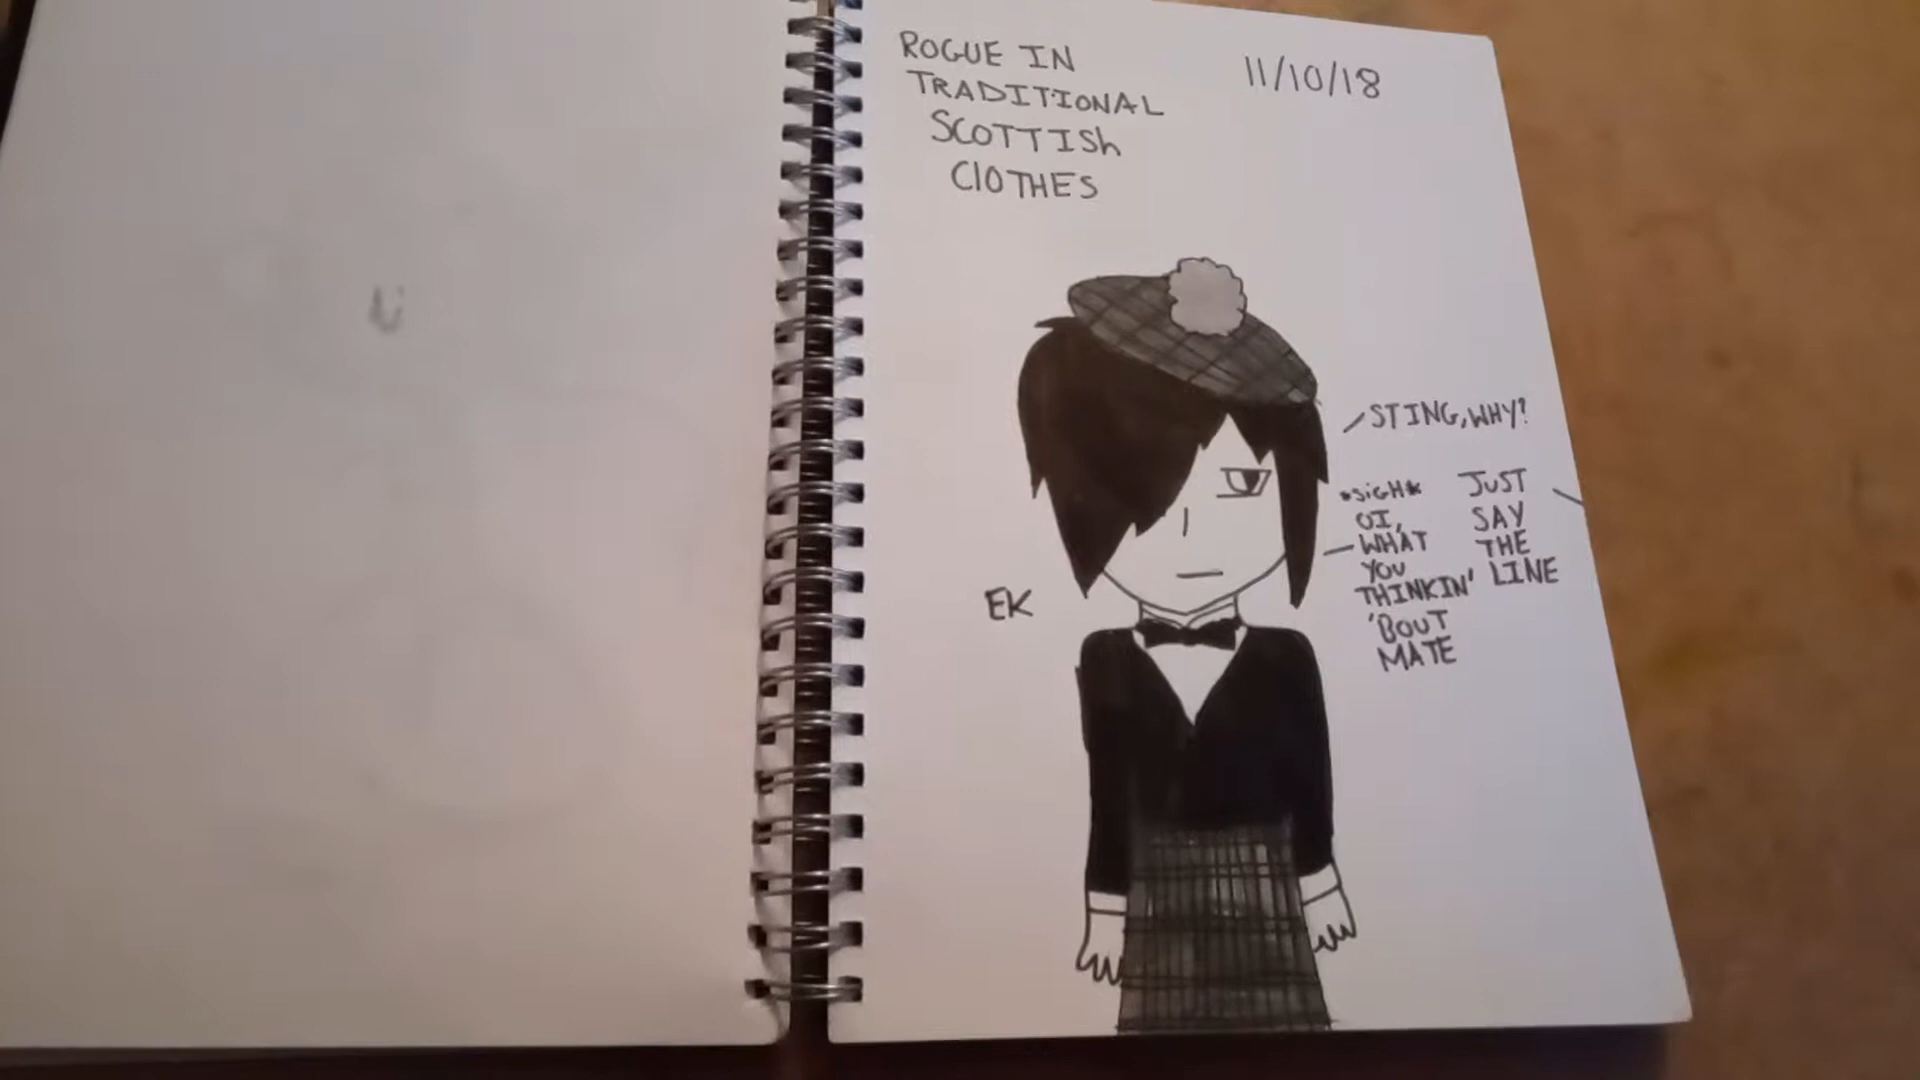 ROGUE IN
TRADITIONAL
SCOTTISh
ClOTHES
11/10/18
STING, WHY?
JUST
SAY
THE
LINE
*SiGH*
OI,
WHAT
YOU
THINKIN'
'BOUT
MATE
EK